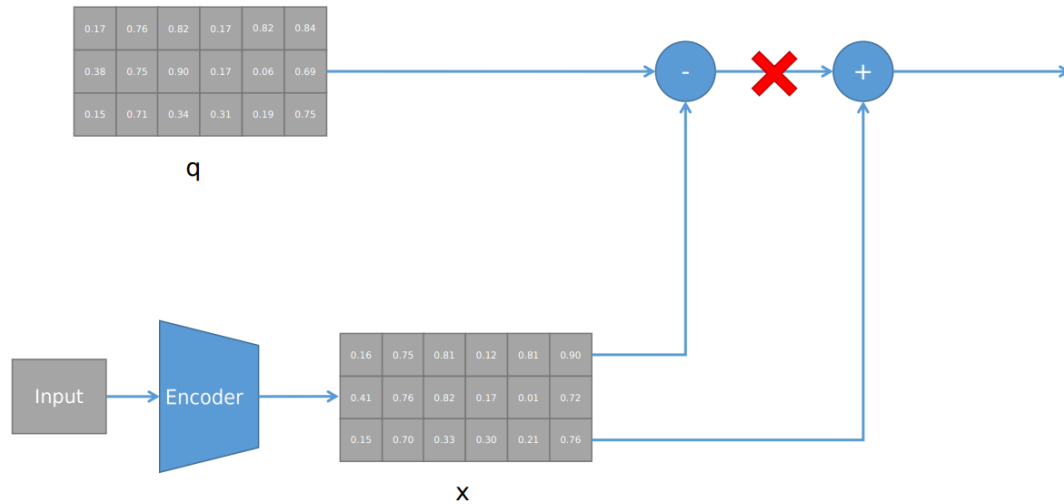 0.17 0.76 0.82 0.17 0.82 0.84
0.38 0.75 0.90 0.17 0.06 0.69
0.15 0.71 0.34 0.31 0.19 0.75
q
-
+
Input
Encoder
0.16 0.75 0.81 0.12 0.81 0.90
0.41 0.76 0.82 0.17 0.01 0.72
0.15 0.70 0.33 0.30 0.21 0.76
x